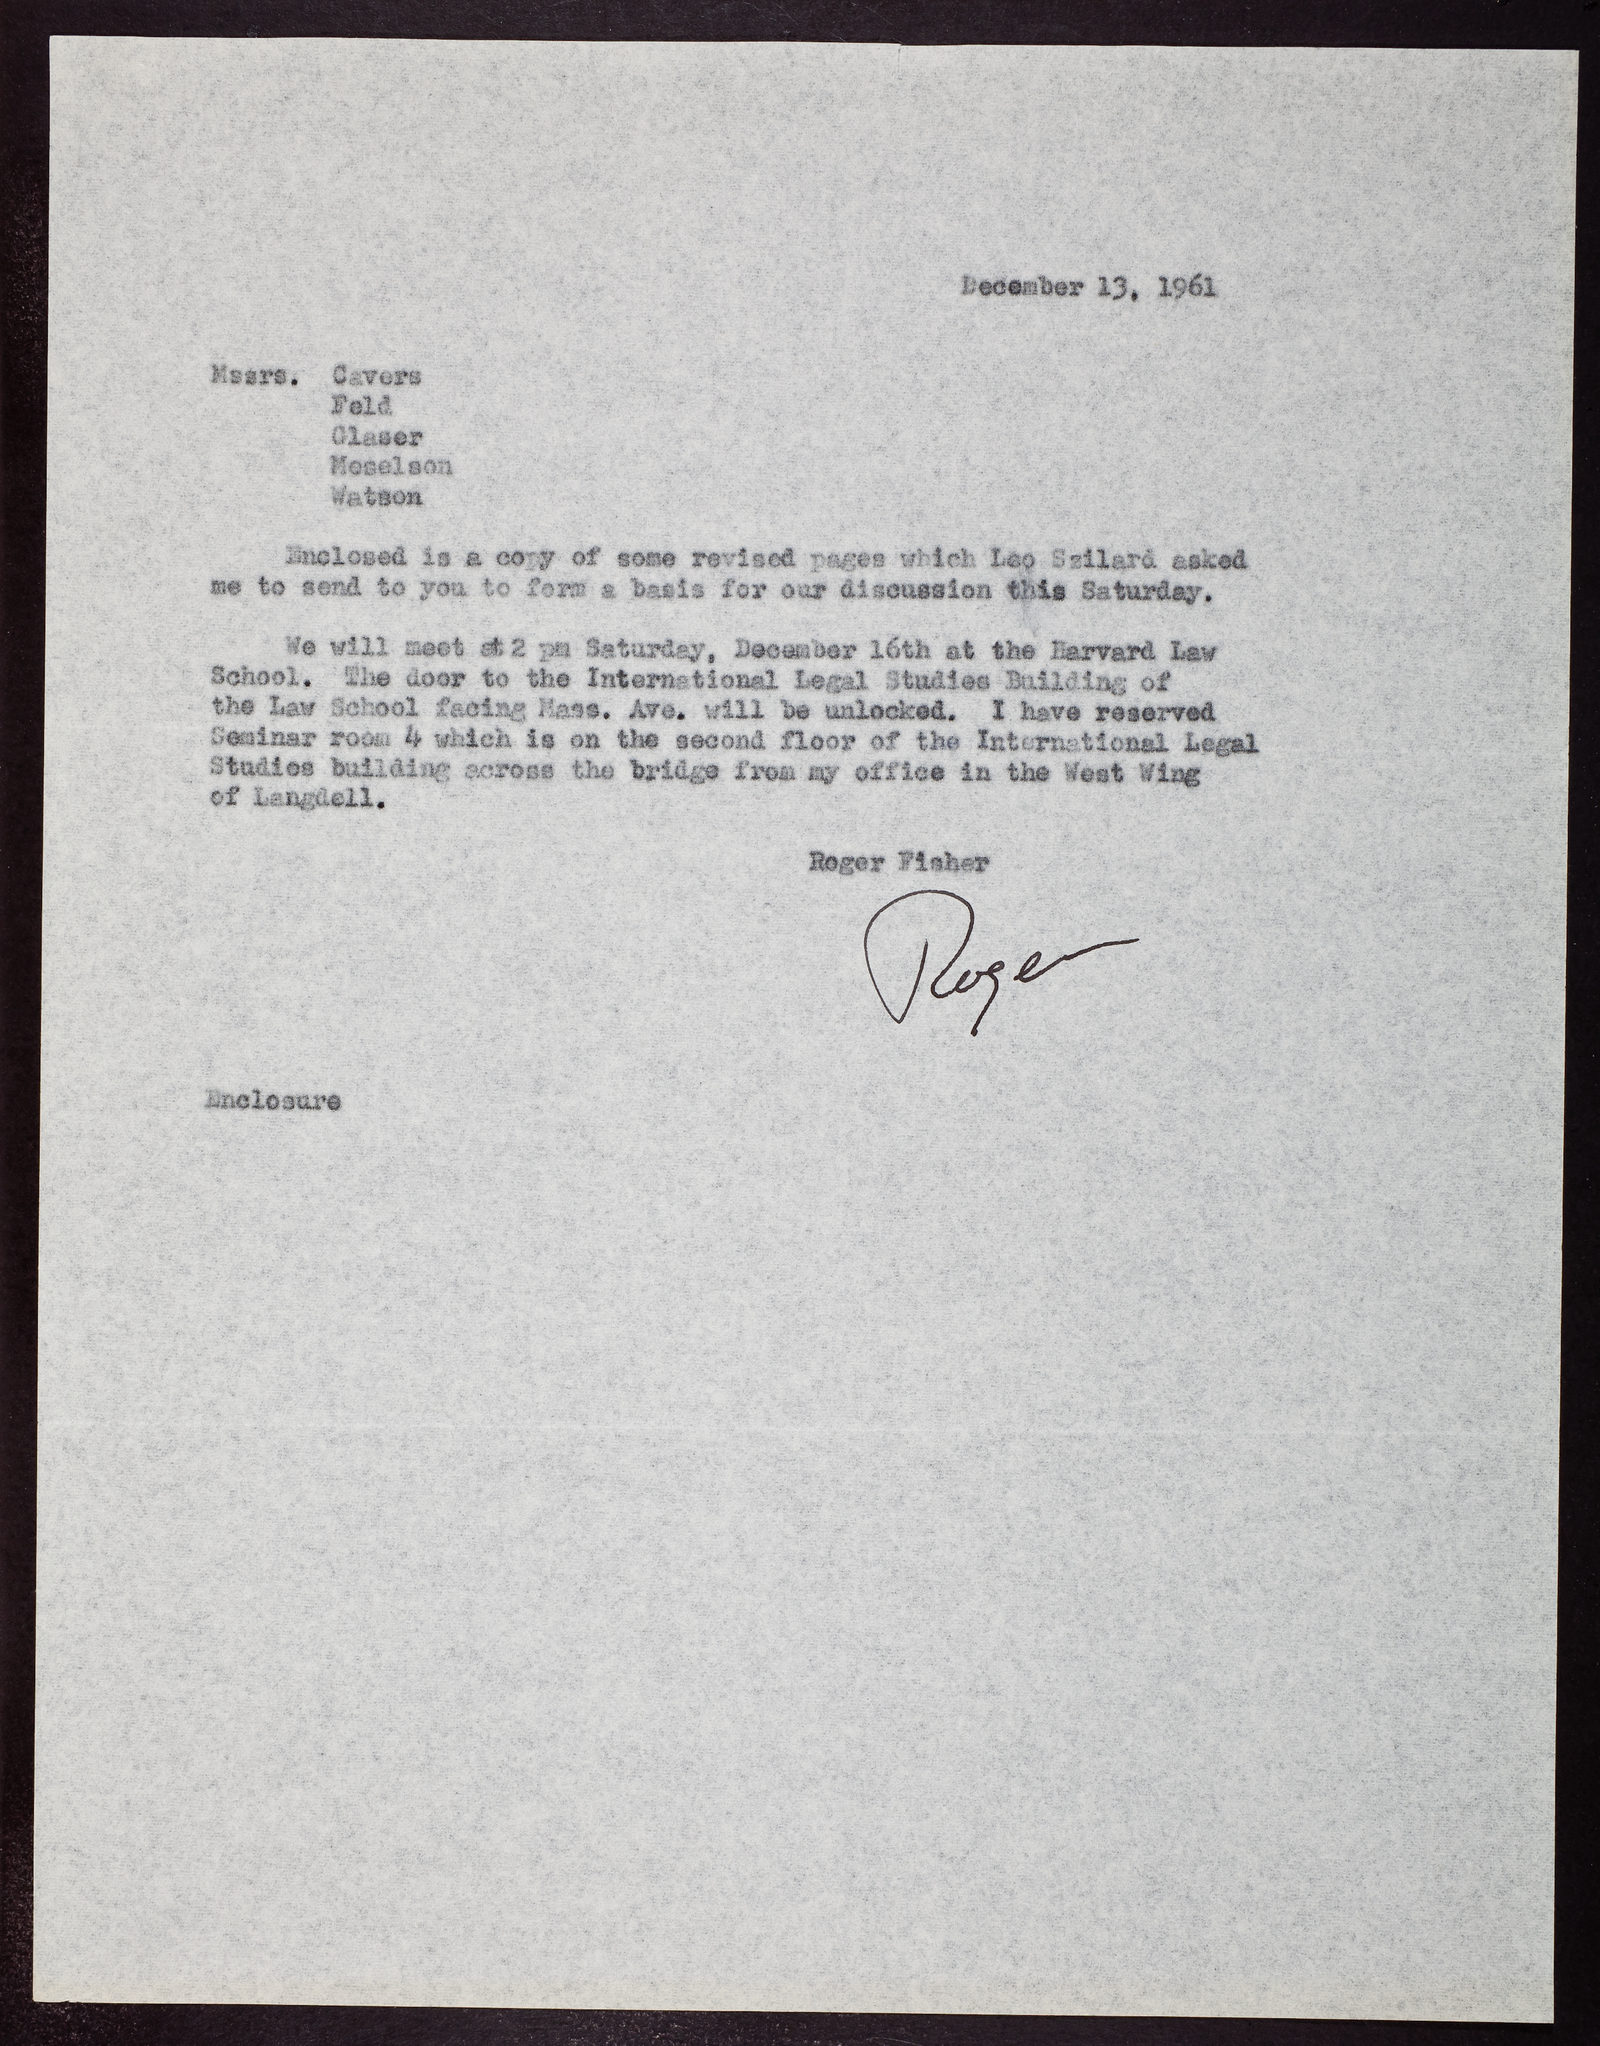 December 13, 1961
Mssrs. Cavers
Feld
Glaser
Meselson
Watson
Enclosed is a copy of some revised pages which Leo Szilard asked
me to send to you to form a basis for our discussion this Saturday.
We will meet at 2 pm Saturday, December 16th at the Harvard Law
School. The door to the International Legal Studies Building of
the Law School facing Mass. Ave. will be unlocked. I have reserved
Seminar room 4 which is on the second floor of the International Legal
Studies building across the bridge from my office in the West Wing
of Langdell.
Roger Fisher
Roger
Enclosure